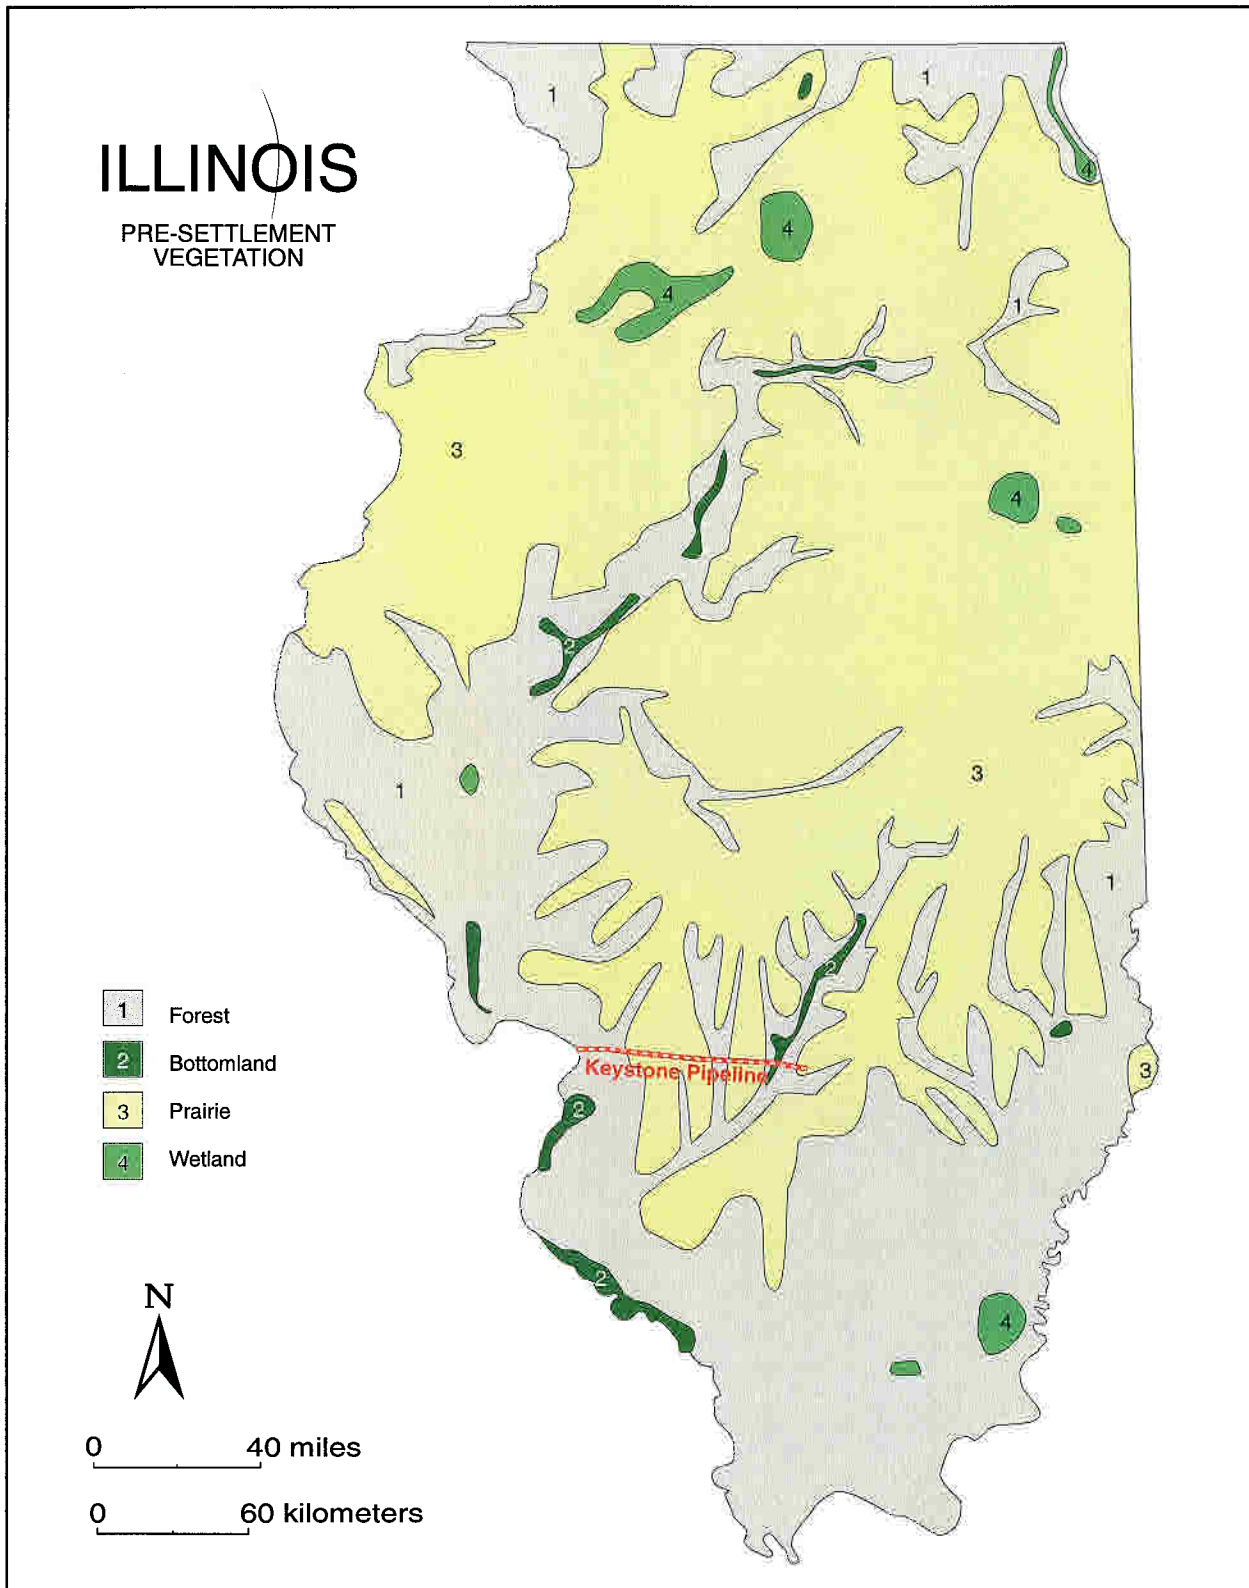 ILLINOIS
PRE-SETTLEMENT
VEGETATION
1
1
4
4
4
1
3
4
2
3
1
1
2
3
Keystone Pipeline
2
2
4
1 Forest
2 Bottomland
3 Prairie
4 Wetland
N
0 40 miles
0 60 kilometers